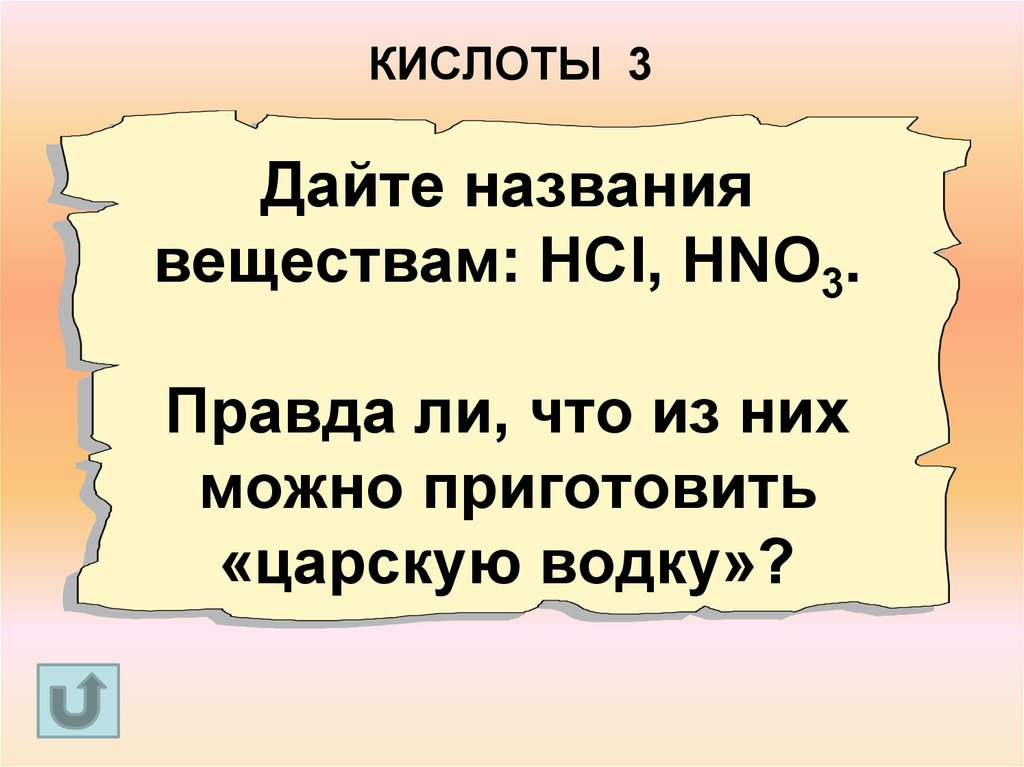 КИСЛОТЫ 3
Дайте названия
веществам: HCl, HNO₃.
Правда ли, что из них
можно приготовить
«царскую водку»?